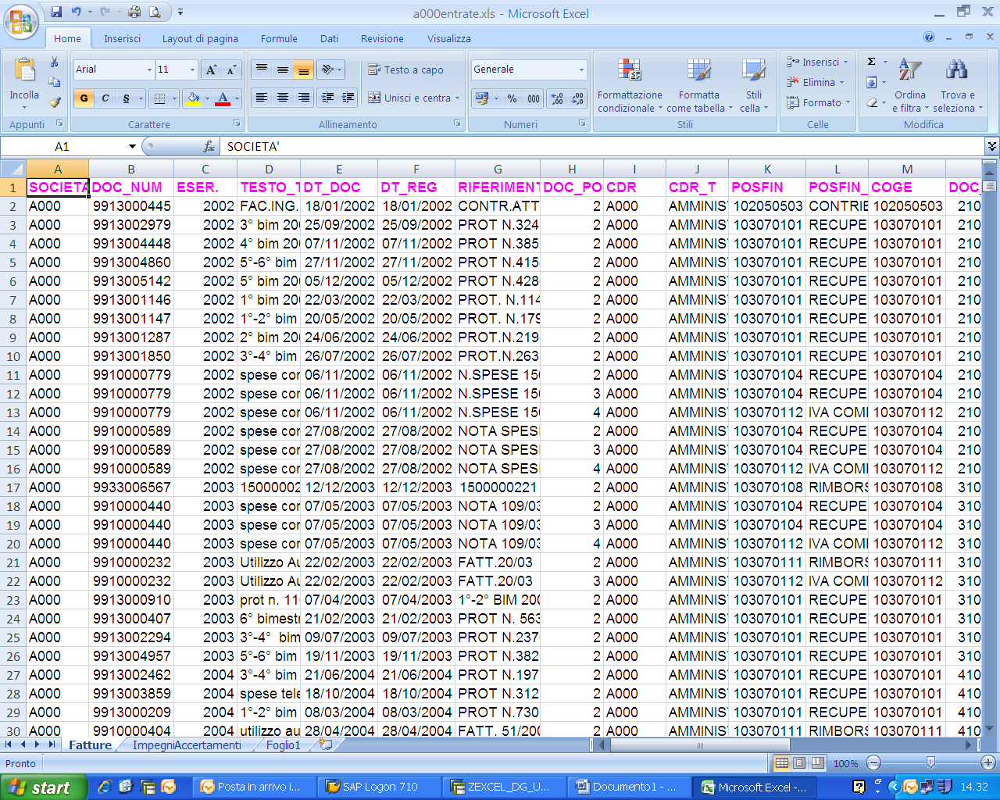 a000entrate.xls - Microsoft Excel
Home Inserisci Layout di pagina Formule Dati Revisione Visualizza
Incolla
Appunti
Arial 11
G C S
Carattere
Testo a capo
Unisci e centra
Allineamento
Generale
% 000
Numeri
Formattazione condizionale
Formatta come tabella
Stili cella
Stili
Inserisci
Elimina
Formato
Celle
Ordina e filtra
Trova e seleziona
Modifica
A1 fx SOCIETA'
A B C D E F G H I J K L M
1 SOCIETA DOC_NUM ESER. TESTO_T DT_DOC DT_REG RIFERIMENT DOC_PO CDR CDR_T POSFIN POSFIN_ COGE DOC_
2 A000 9913000445 2002 FAC.ING. 18/01/2002 18/01/2002 CONTR.ATT 2 A000 AMMINIS 102050503 CONTRIE 102050503 210
3 A000 9913002979 2002 3° bim 200 25/09/2002 25/09/2002 PROT N.324 2 A000 AMMINIS 103070101 RECUPE 103070101 210
4 A000 9913004448 2002 4° bim 200 07/11/2002 07/11/2002 PROT N.385 2 A000 AMMINIS 103070101 RECUPE 103070101 210
5 A000 9913004860 2002 5°-6° bim 27/11/2002 27/11/2002 PROT N.415 2 A000 AMMINIS 103070101 RECUPE 103070101 210
6 A000 9913005142 2002 5° bim 200 05/12/2002 05/12/2002 PROT N.428 2 A000 AMMINIS 103070101 RECUPE 103070101 210
7 A000 9913001146 2002 1° bim 200 22/03/2002 22/03/2002 PROT. N.114 2 A000 AMMINIS 103070101 RECUPE 103070101 210
8 A000 9913001147 2002 1°-2° bim 20/05/2002 20/05/2002 PROT. N.179 2 A000 AMMINIS 103070101 RECUPE 103070101 210
9 A000 9913001287 2002 2° bim 200 24/06/2002 24/06/2002 PROT.N.219 2 A000 AMMINIS 103070101 RECUPE 103070101 210
10 A000 9913001850 2002 3°-4° bim 26/07/2002 26/07/2002 PROT.N.263 2 A000 AMMINIS 103070101 RECUPE 103070101 210
11 A000 9910000779 2002 spese cor 06/11/2002 06/11/2002 N.SPESE 150 2 A000 AMMINIS 103070104 RECUPE 103070104 210
12 A000 9910000779 2002 spese cor 06/11/2002 06/11/2002 N.SPESE 150 3 A000 AMMINIS 103070104 RECUPE 103070104 210
13 A000 9910000779 2002 spese cor 06/11/2002 06/11/2002 N.SPESE 150 4 A000 AMMINIS 103070112 IVA COMI 103070112 210
14 A000 9910000589 2002 spese cor 27/08/2002 27/08/2002 NOTA SPESI 2 A000 AMMINIS 103070104 RECUPE 103070104 210
15 A000 9910000589 2002 spese cor 27/08/2002 27/08/2002 NOTA SPESI 3 A000 AMMINIS 103070104 RECUPE 103070104 210
16 A000 9910000589 2002 spese cor 27/08/2002 27/08/2002 NOTA SPESI 4 A000 AMMINIS 103070112 IVA COMI 103070112 210
17 A000 9933006567 2003 15000002 12/12/2003 12/12/2003 1500000221 2 A000 AMMINIS 103070108 RIMBORS 103070108 310
18 A000 9910000440 2003 spese cor 07/05/2003 07/05/2003 NOTA 109/03 2 A000 AMMINIS 103070104 RECUPE 103070104 310
19 A000 9910000440 2003 spese cor 07/05/2003 07/05/2003 NOTA 109/03 3 A000 AMMINIS 103070104 RECUPE 103070104 310
20 A000 9910000440 2003 spese cor 07/05/2003 07/05/2003 NOTA 109/03 4 A000 AMMINIS 103070112 IVA COMI 103070112 310
21 A000 9910000232 2003 Utilizzo Au 22/02/2003 22/02/2003 FATT.20/03 2 A000 AMMINIS 103070111 RIMBORS 103070111 310
22 A000 9910000232 2003 Utilizzo Au 22/02/2003 22/02/2003 FATT.20/03 3 A000 AMMINIS 103070112 IVA COMI 103070112 310
23 A000 9913000910 2003 prot n. 11 07/04/2003 07/04/2003 1°-2° BIM 200 2 A000 AMMINIS 103070101 RECUPE 103070101 310
24 A000 9913000407 2003 6° bimestr 21/02/2003 21/02/2003 PROT N. 563 2 A000 AMMINIS 103070101 RECUPE 103070101 310
25 A000 9913002294 2003 3°-4° bim 09/07/2003 09/07/2003 PROT N.237 2 A000 AMMINIS 103070101 RECUPE 103070101 310
26 A000 9913004957 2003 5°-6° bim 19/11/2003 19/11/2003 PROT N.382 2 A000 AMMINIS 103070101 RECUPE 103070101 310
27 A000 9913002462 2004 3°-4° bim 21/06/2004 21/06/2004 PROT N.197 2 A000 AMMINIS 103070101 RECUPE 103070101 410
28 A000 9913003859 2004 spese tele 18/10/2004 18/10/2004 PROT N.312 2 A000 AMMINIS 103070101 RECUPE 103070101 410
29 A000 9913000209 2004 1°-2° bim 08/03/2004 08/03/2004 PROT N.730 2 A000 AMMINIS 103070101 RECUPE 103070101 410
30 A000 9910000404 2004 utilizzo au 28/04/2004 28/04/2004 FATT. 51/200 2 A000 AMMINIS 103070111 RIMBORS 103070111 410
Fatture ImpegniAccertamenti Foglio1
Pronto 100%
start Posta in arrivo i... SAP Logon 710 ZEXCEL_DG_U... Documento1 - ... Microsoft Excel -... 14.32